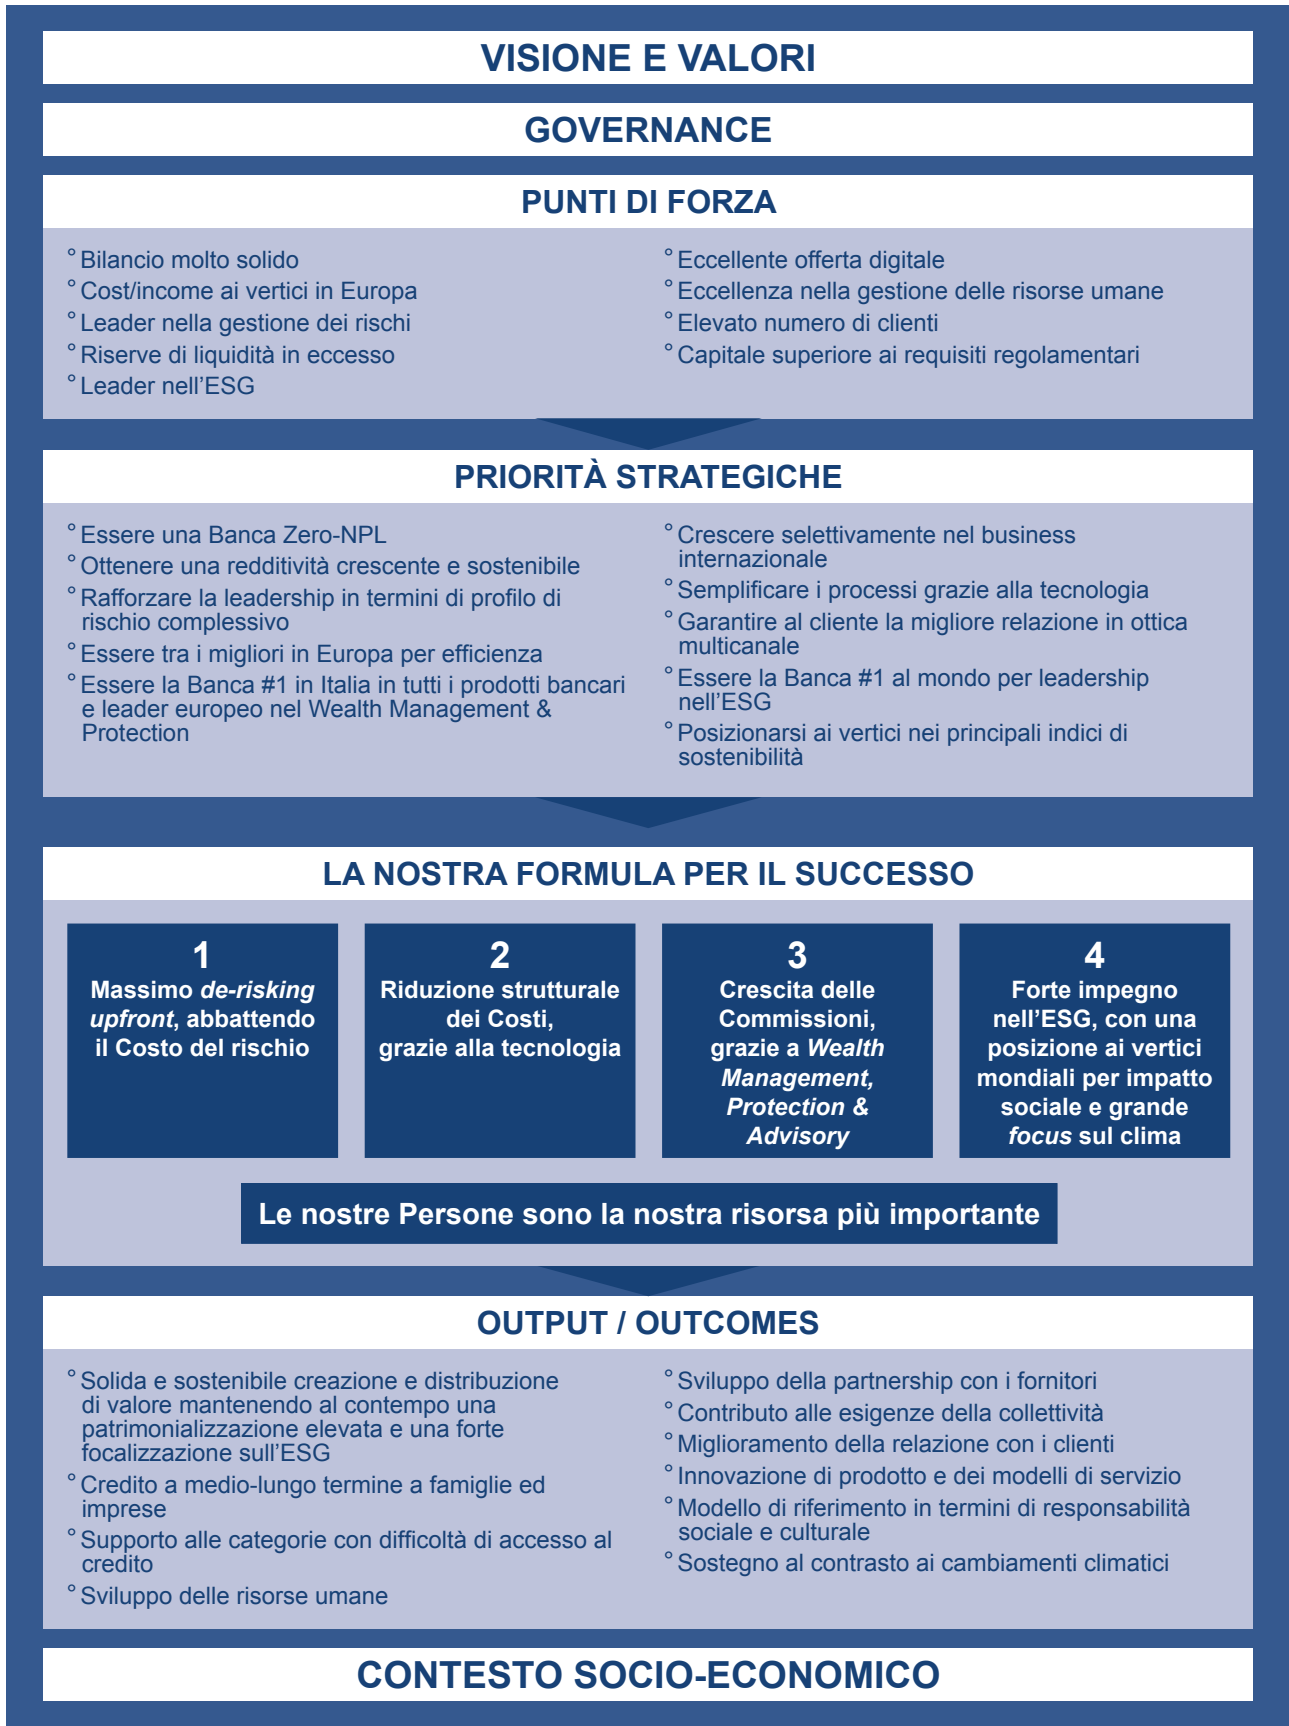 VISIONE E VALORI
GOVERNANCE
PUNTI DI FORZA
° Bilancio molto solido
° Cost/income ai vertici in Europa
° Leader nella gestione dei rischi
° Riserve di liquidità in eccesso
° Leader nell'ESG
° Eccellente offerta digitale
° Eccellenza nella gestione delle risorse umane
° Elevato numero di clienti
° Capitale superiore ai requisiti regolamentari
PRIORITÀ STRATEGICHE
° Essere una Banca Zero-NPL
° Ottenere una redditività crescente e sostenibile
° Rafforzare la leadership in termini di profilo di
rischio complessivo
° Essere tra i migliori in Europa per efficienza
° Essere la Banca #1 in Italia in tutti i prodotti bancari
e leader europeo nel Wealth Management &
Protection
° Crescere selettivamente nel business
internazionale
° Semplificare i processi grazie alla tecnologia
° Garantire al cliente la migliore relazione in ottica
multicanale
° Essere la Banca #1 al mondo per leadership
nell'ESG
° Posizionarsi ai vertici nei principali indici di
sostenibilità
LA NOSTRA FORMULA PER IL SUCCESSO
1
Massimo de-risking
upfront, abbattendo
il Costo del rischio
2
Riduzione strutturale
dei Costi,
grazie alla tecnologia
3
Crescita delle
Commissioni,
grazie a Wealth
Management,
Protection &
Advisory
4
Forte impegno
nell'ESG, con una
posizione ai vertici
mondiali per impatto
sociale e grande
focus sul clima
Le nostre Persone sono la nostra risorsa più importante
OUTPUT / OUTCOMES
° Solida e sostenibile creazione e distribuzione
di valore mantenendo al contempo una
patrimonializzazione elevata e una forte
focalizzazione sull'ESG
° Credito a medio-lungo termine a famiglie ed
imprese
° Supporto alle categorie con difficoltà di accesso al
credito
° Sviluppo delle risorse umane
° Sviluppo della partnership con i fornitori
° Contributo alle esigenze della collettività
° Miglioramento della relazione con i clienti
° Innovazione di prodotto e dei modelli di servizio
° Modello di riferimento in termini di responsabilità
sociale e culturale
° Sostegno al contrasto ai cambiamenti climatici
CONTESTO SOCIO-ECONOMICO